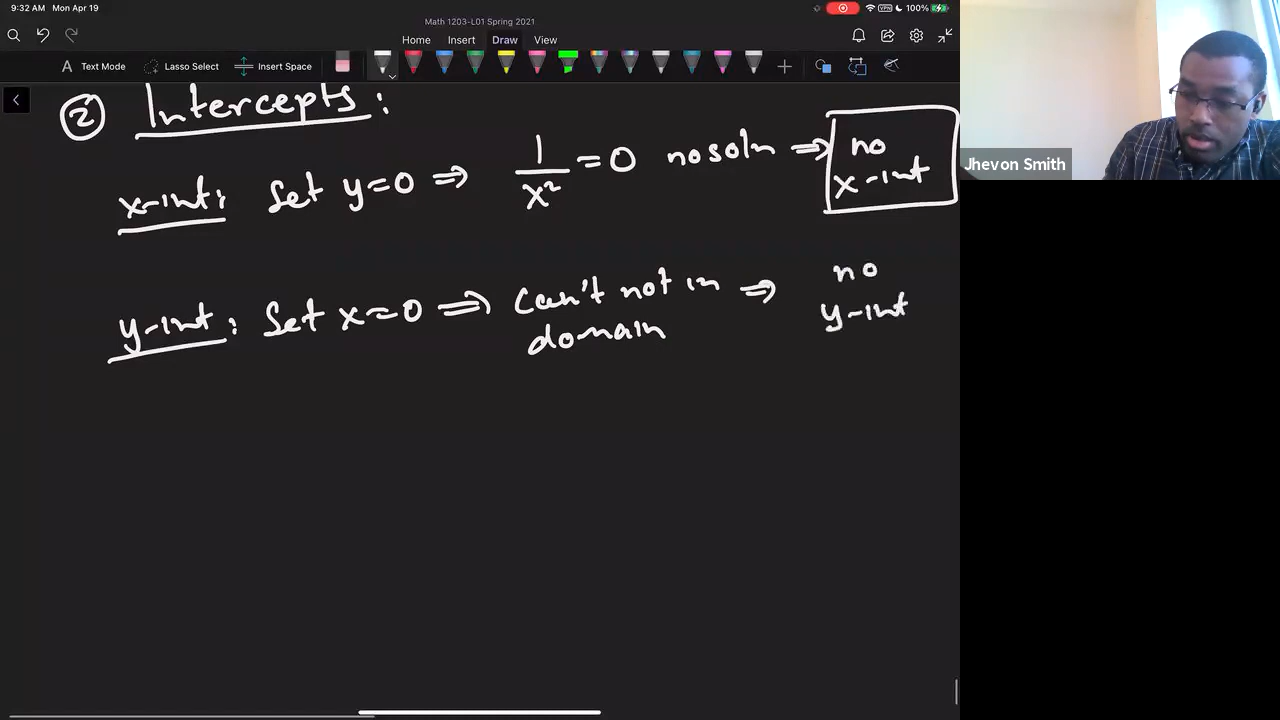 9:32 AM Mon Apr 19
VPN 100%
Math 1203-L01 Spring 2021
Home Insert Draw View
A Text Mode Lasso Select Insert Space
② Intercepts:
x-int: Set y=0 ⇒ 1/x² = 0 no soln ⇒ no x-int
y-int: Set x=0 ⇒ can't not in domain ⇒ no y-int
Jhevon Smith